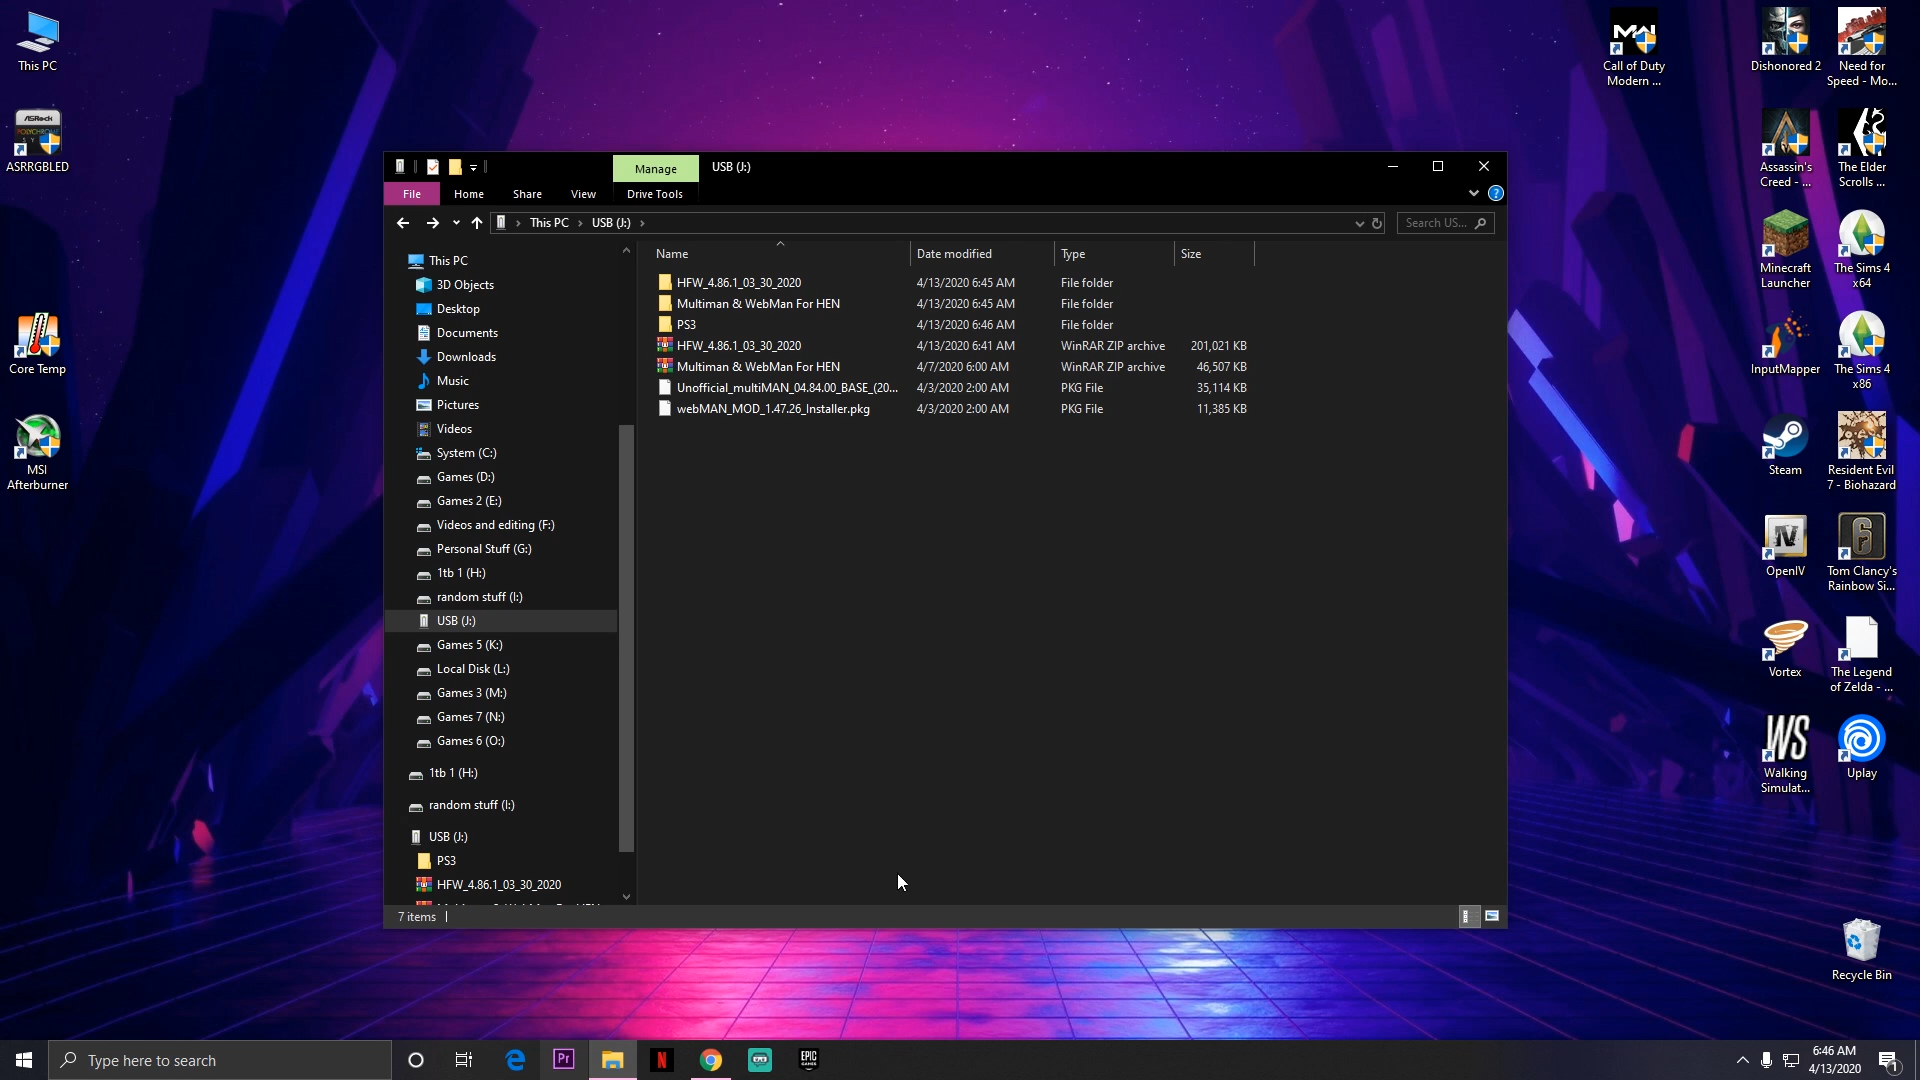 This PC
ASRock
ASRRGBLED
Core Temp
MSI
Afterburner
Manage
USB (J:)
File
Home
Share
View
Drive Tools
This PC
USB (J:)
Search US...
Name
Date modified
Type
Size
HFW_4.86.1_03_30_2020
4/13/2020 6:45 AM
File folder
Multiman & WebMan For HEN
4/13/2020 6:45 AM
File folder
PS3
4/13/2020 6:46 AM
File folder
HFW_4.86.1_03_30_2020
4/13/2020 6:41 AM
WinRAR ZIP archive
201,021 KB
Multiman & WebMan For HEN
4/7/2020 6:00 AM
WinRAR ZIP archive
46,507 KB
Unofficial_multiMAN_04.84.00_BASE_(20...
4/3/2020 2:00 AM
PKG File
35,114 KB
webMAN_MOD_1.47.26_Installer.pkg
4/3/2020 2:00 AM
PKG File
11,385 KB
This PC
3D Objects
Desktop
Documents
Downloads
Music
Pictures
Videos
System (C:)
Games (D:)
Games 2 (E:)
Videos and editing (F:)
Personal Stuff (G:)
1tb 1 (H:)
random stuff (I:)
USB (J:)
Games 5 (K:)
Local Disk (L:)
Games 3 (M:)
Games 7 (N:)
Games 6 (O:)
1tb 1 (H:)
random stuff (I:)
USB (J:)
PS3
HFW_4.86.1_03_30_2020
7 items
Call of Duty
Modern ...
Dishonored 2
Need for
Speed - Mo...
Assassin's
Creed - ...
The Elder
Scrolls ...
Minecraft
Launcher
The Sims 4
x64
InputMapper
The Sims 4
x86
Steam
Resident Evil
7 - Biohazard
OpenIV
Tom Clancy's
Rainbow Si...
Vortex
The Legend
of Zelda - ...
WS
Walking
Simulat...
Uplay
Recycle Bin
Type here to search
Pr
N
EPIC
GAMES
6:46 AM
4/13/2020
1